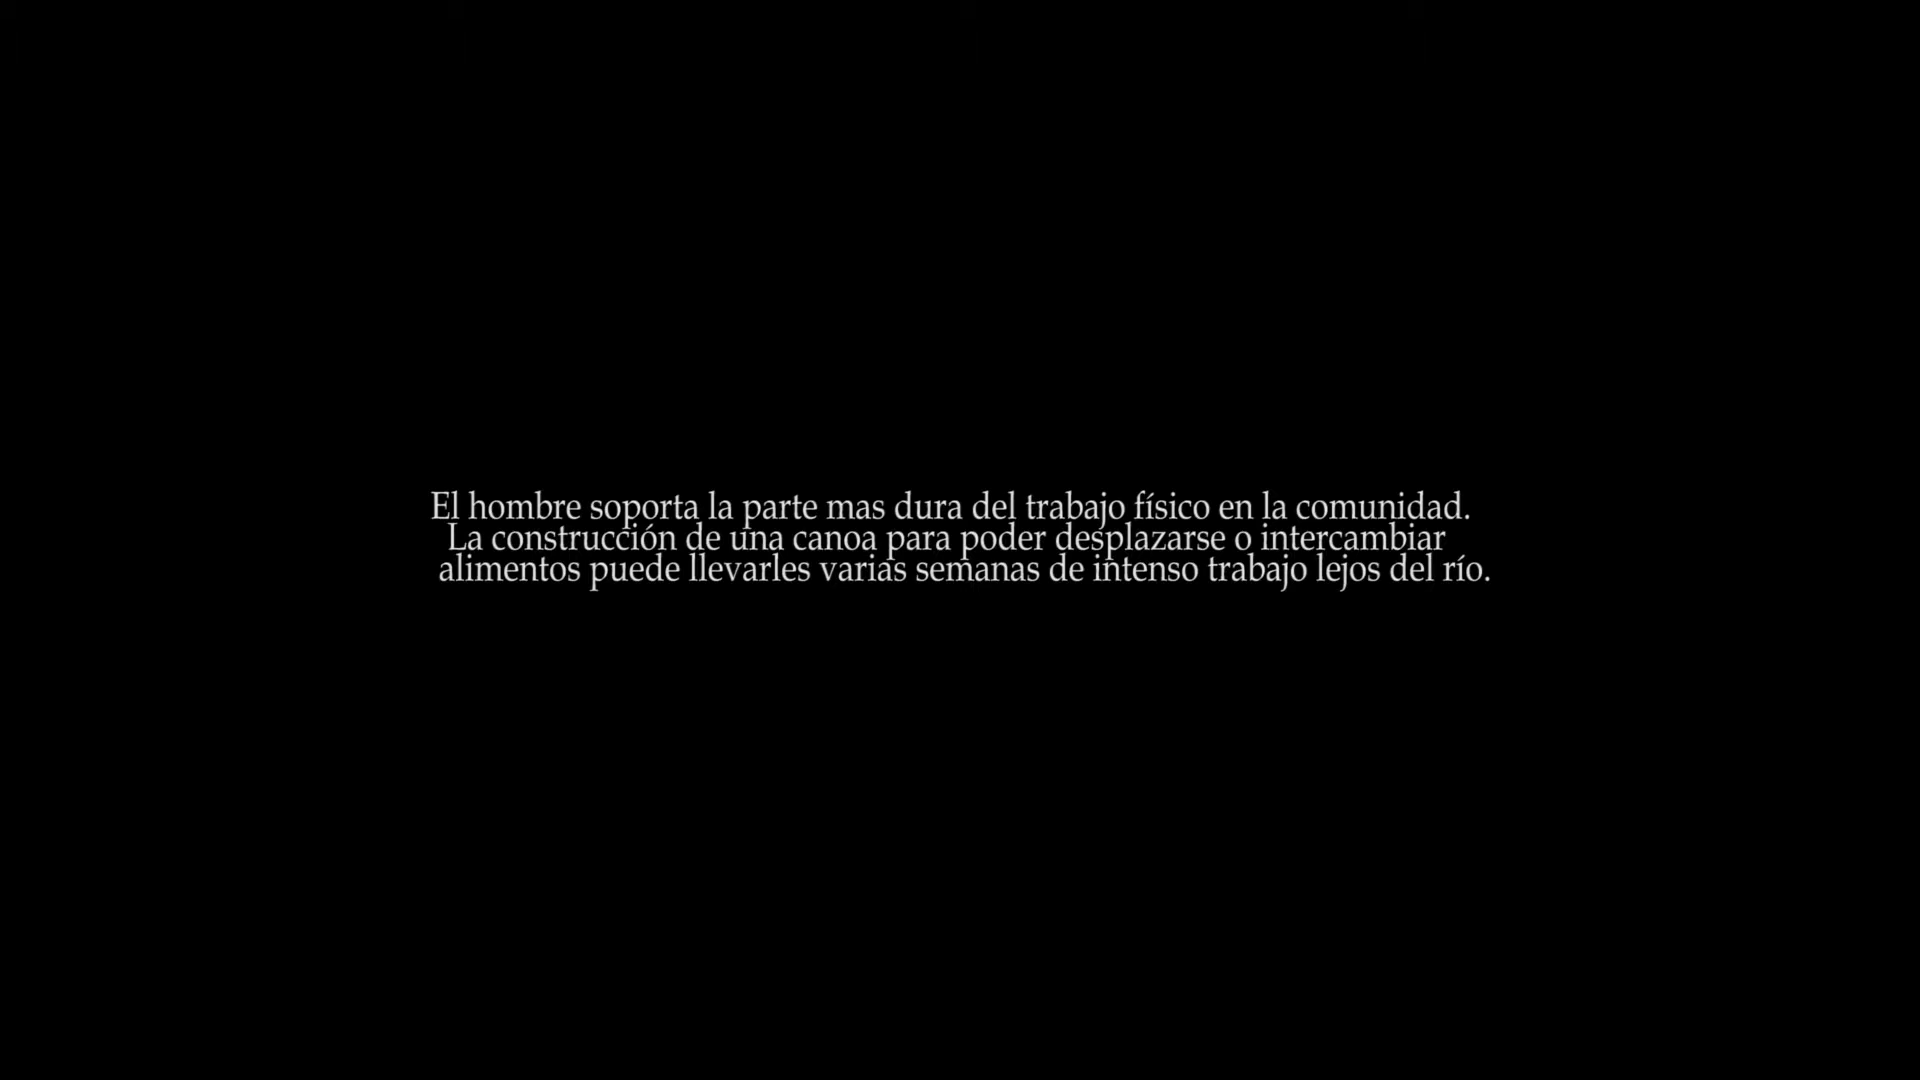 El hombre soporta la parte mas dura del trabajo físico en la comunidad.
La construcción de una canoa para poder desplazarse o intercambiar
alimentos puede llevarles varias semanas de intenso trabajo lejos del río.